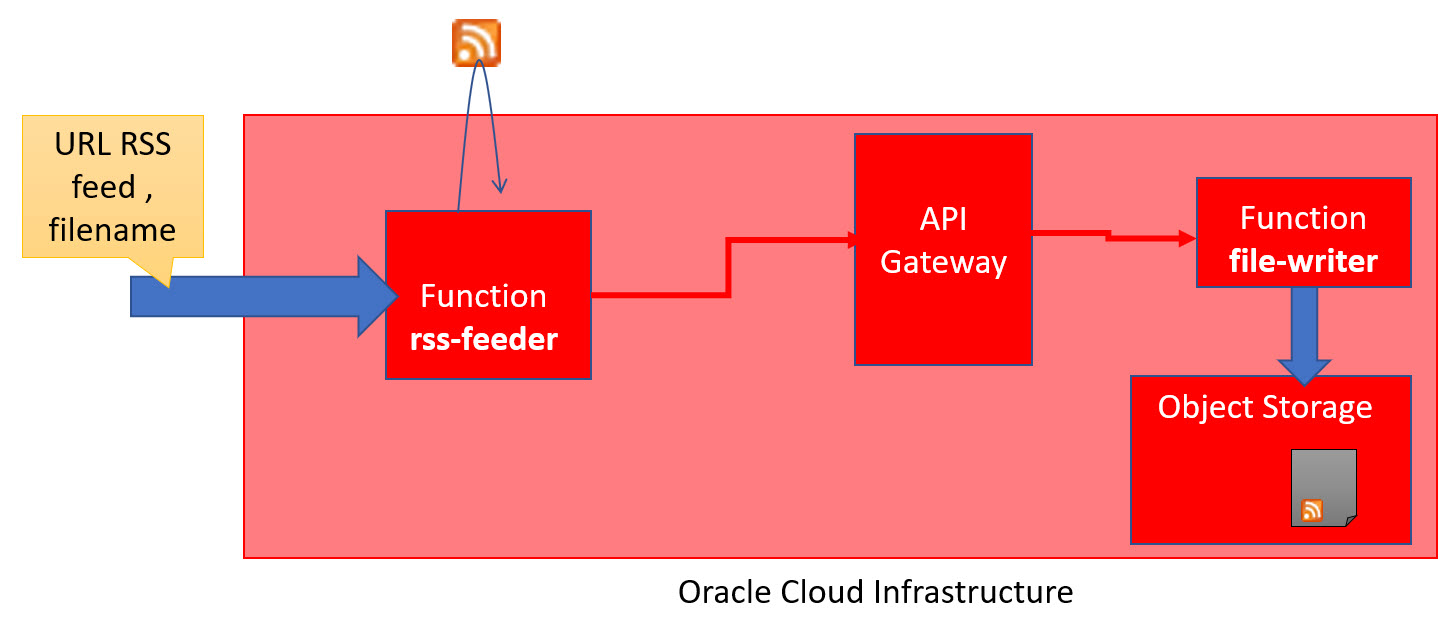 URL RSS
feed ,
filename
Function
rss-feeder
API
Gateway
Function
file-writer
Object Storage
Oracle Cloud Infrastructure